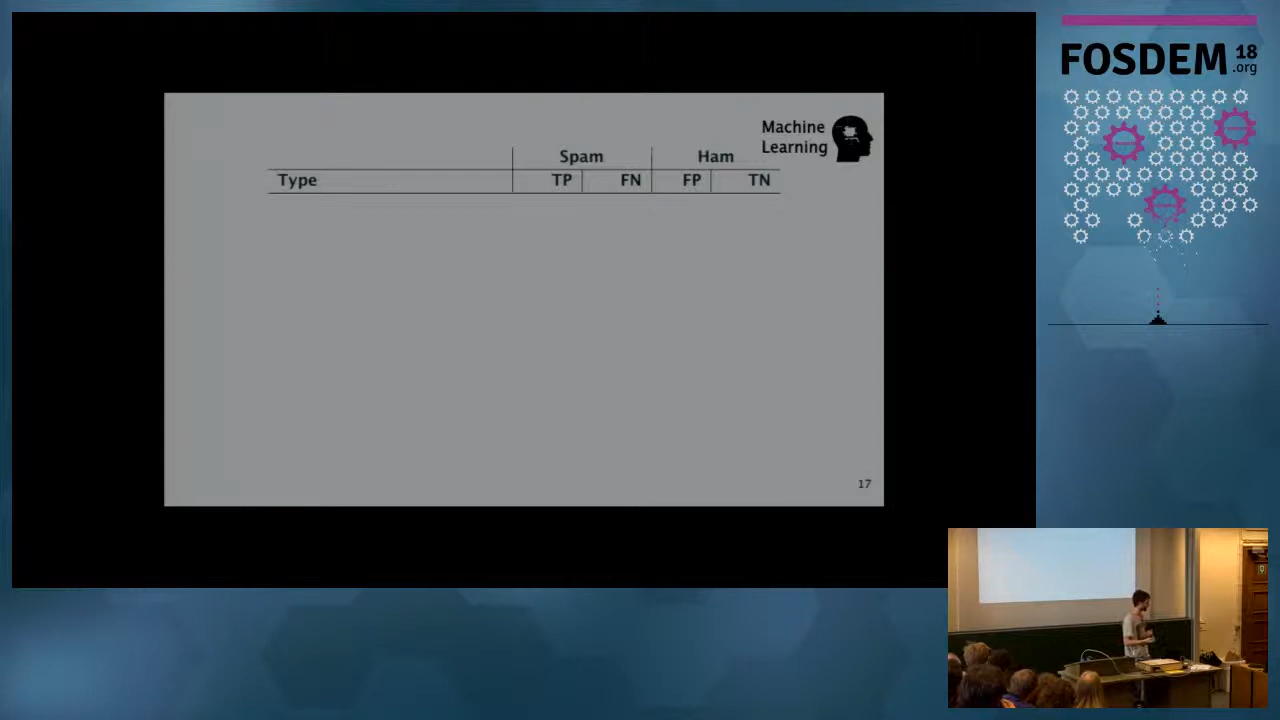 Machine
Learning
Spam Ham
Type TP FN FP TN
17
FOSDEM 18
.org